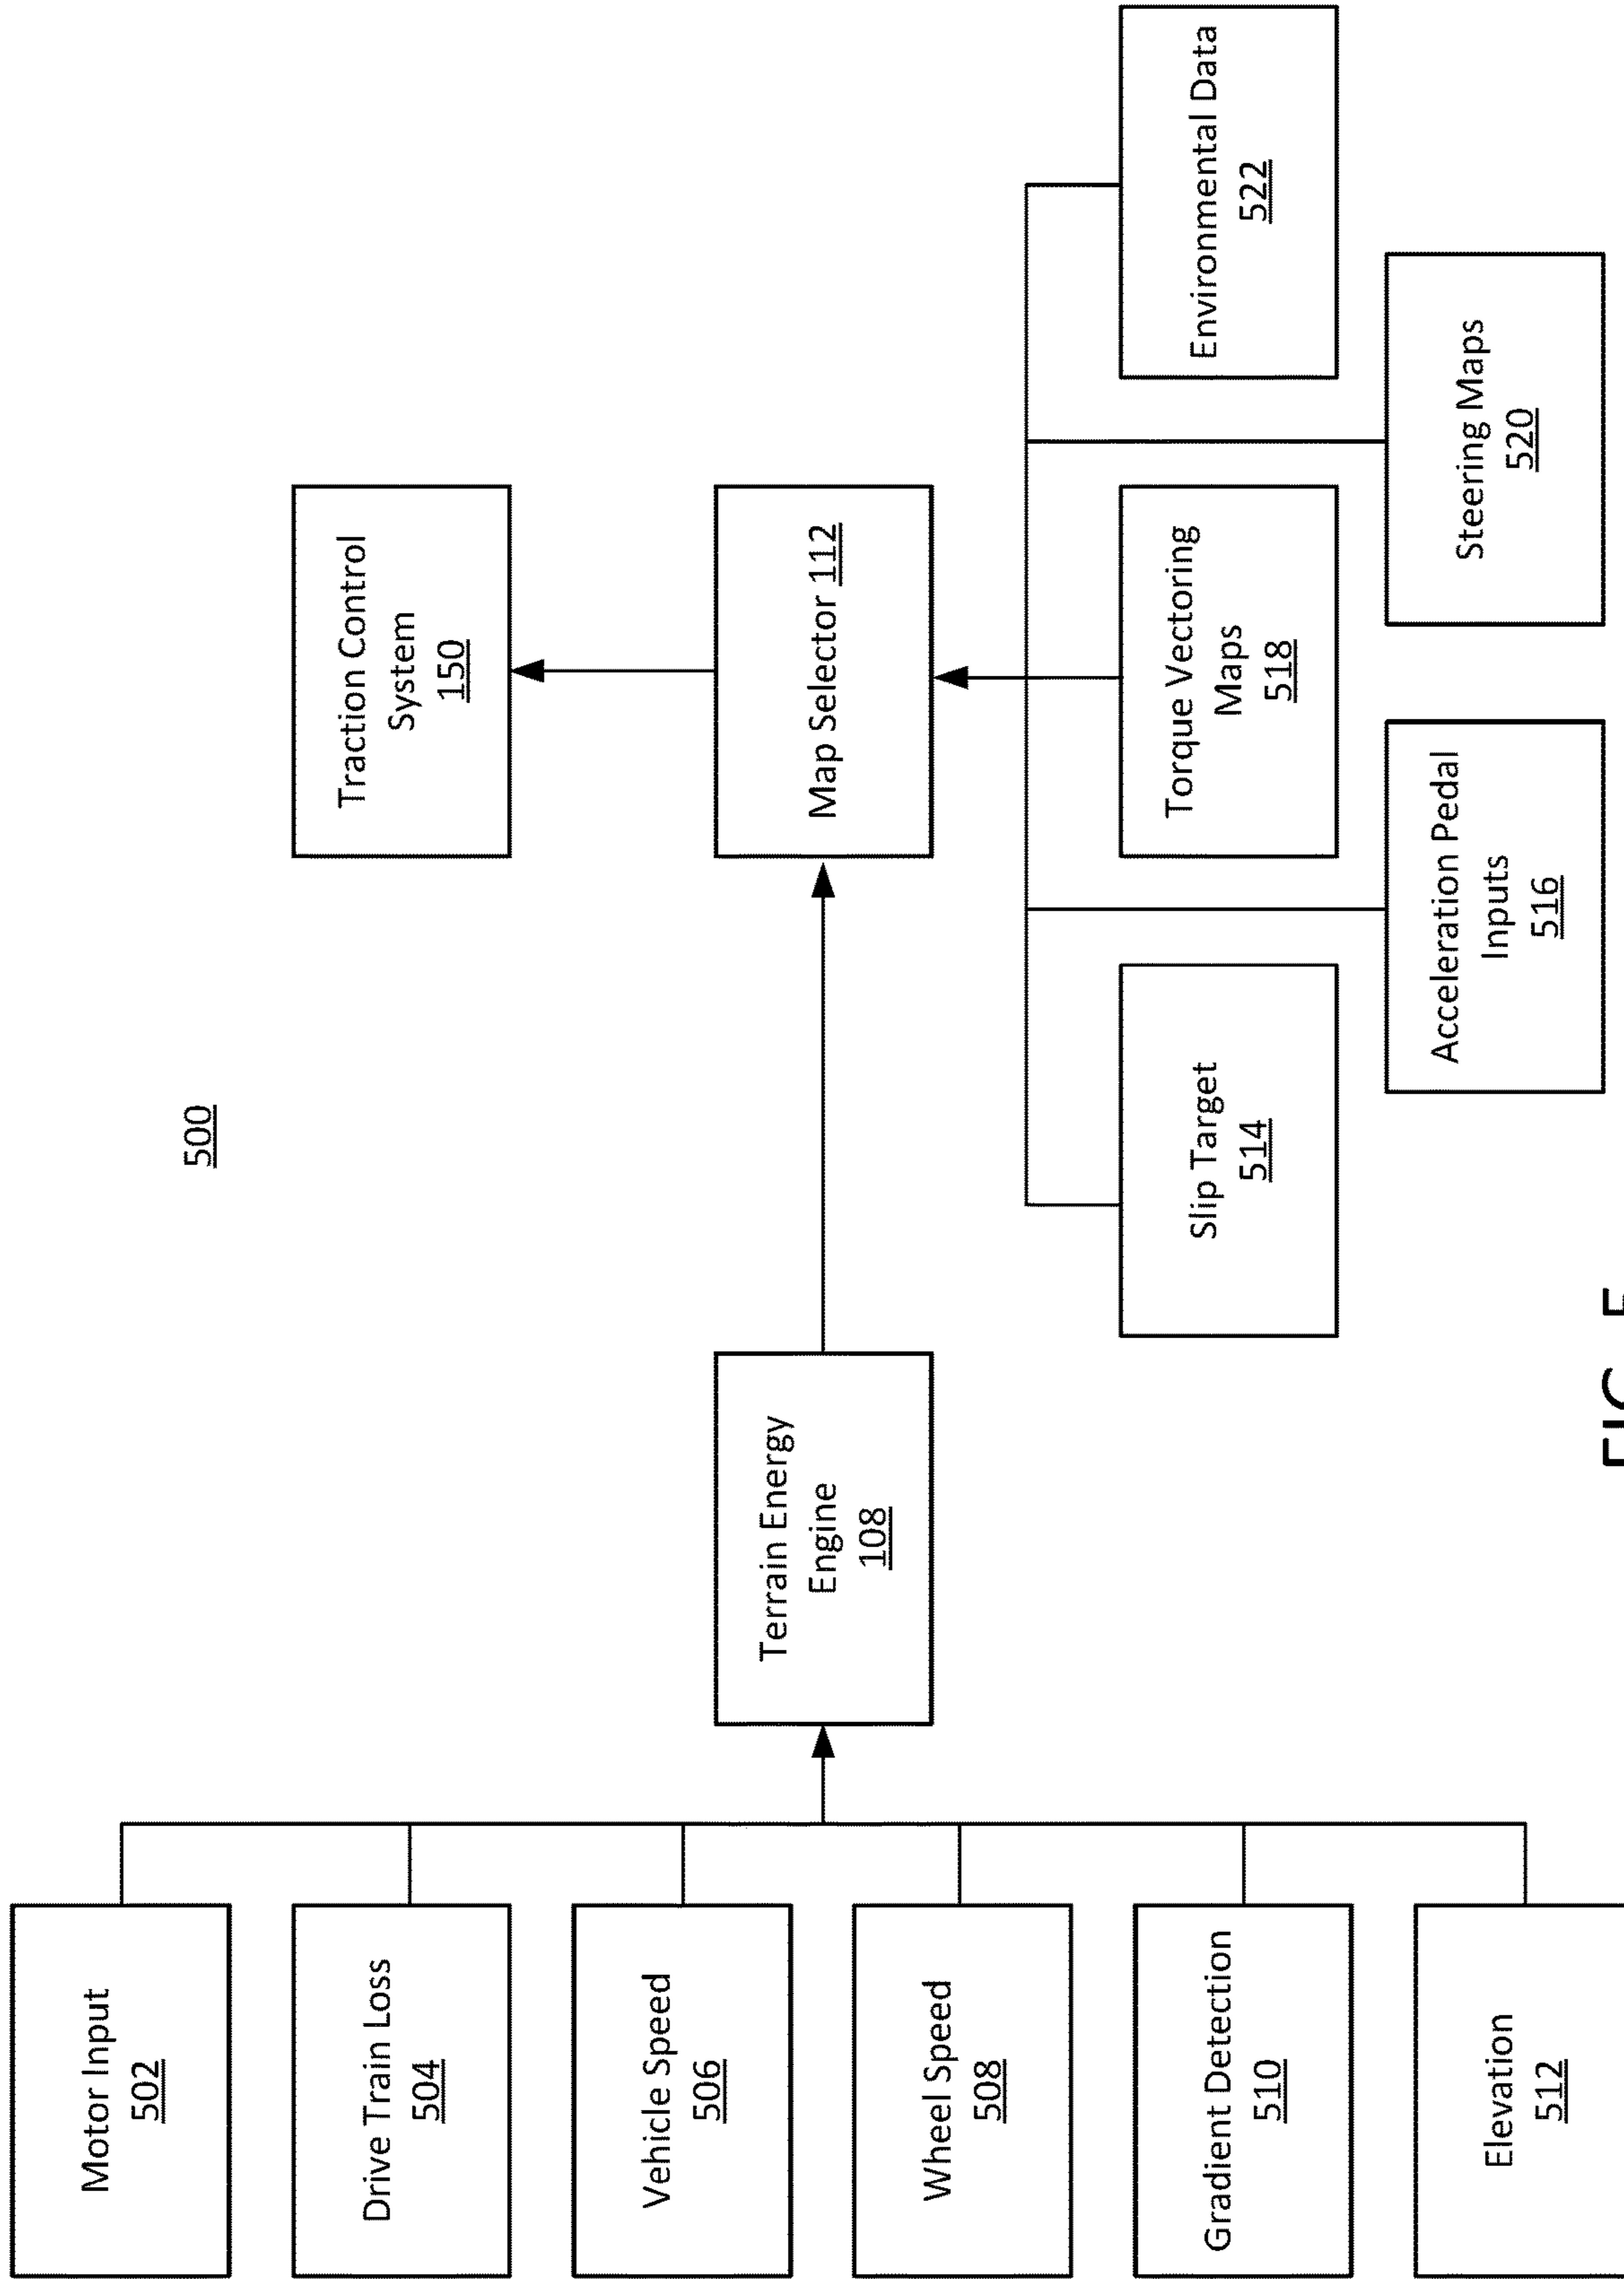 500
Motor Input
502
Drive Train Loss
504
Vehicle Speed
506
Wheel Speed
508
Gradient Detection
510
Elevation
512
Terrain Energy
Engine
108
Traction Control
System
150
Map Selector 112
Slip Target
514
Torque Vectoring
Maps
518
Environmental Data
522
Acceleration Pedal
Inputs
516
Steering Maps
520